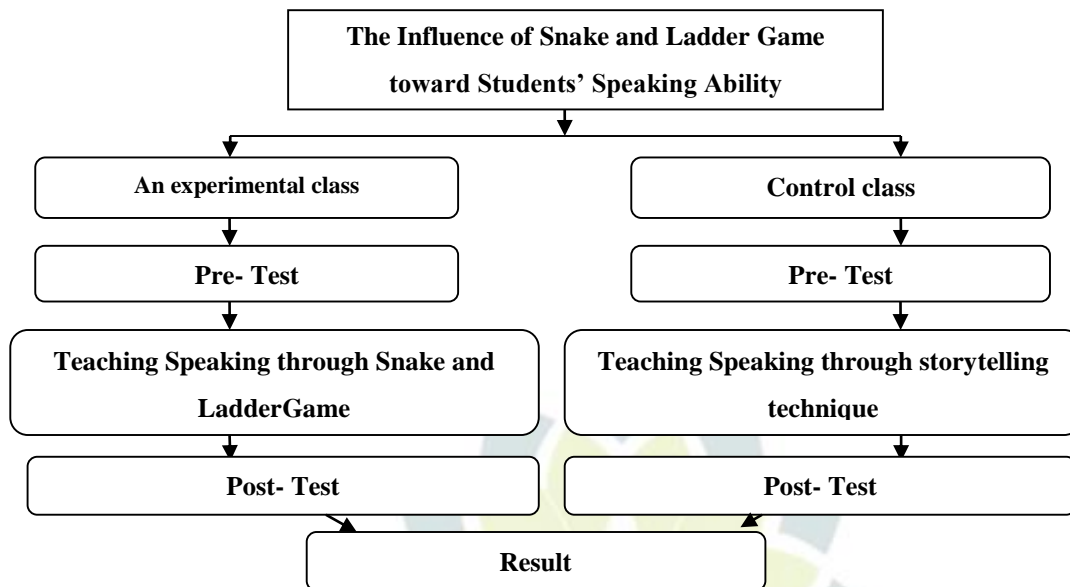 The Influence of Snake and Ladder Game
toward Students’ Speaking Ability
An experimental class
Control class
Pre- Test
Pre- Test
Teaching Speaking through Snake and
LadderGame
Teaching Speaking through storytelling
technique
Post- Test
Post- Test
Result